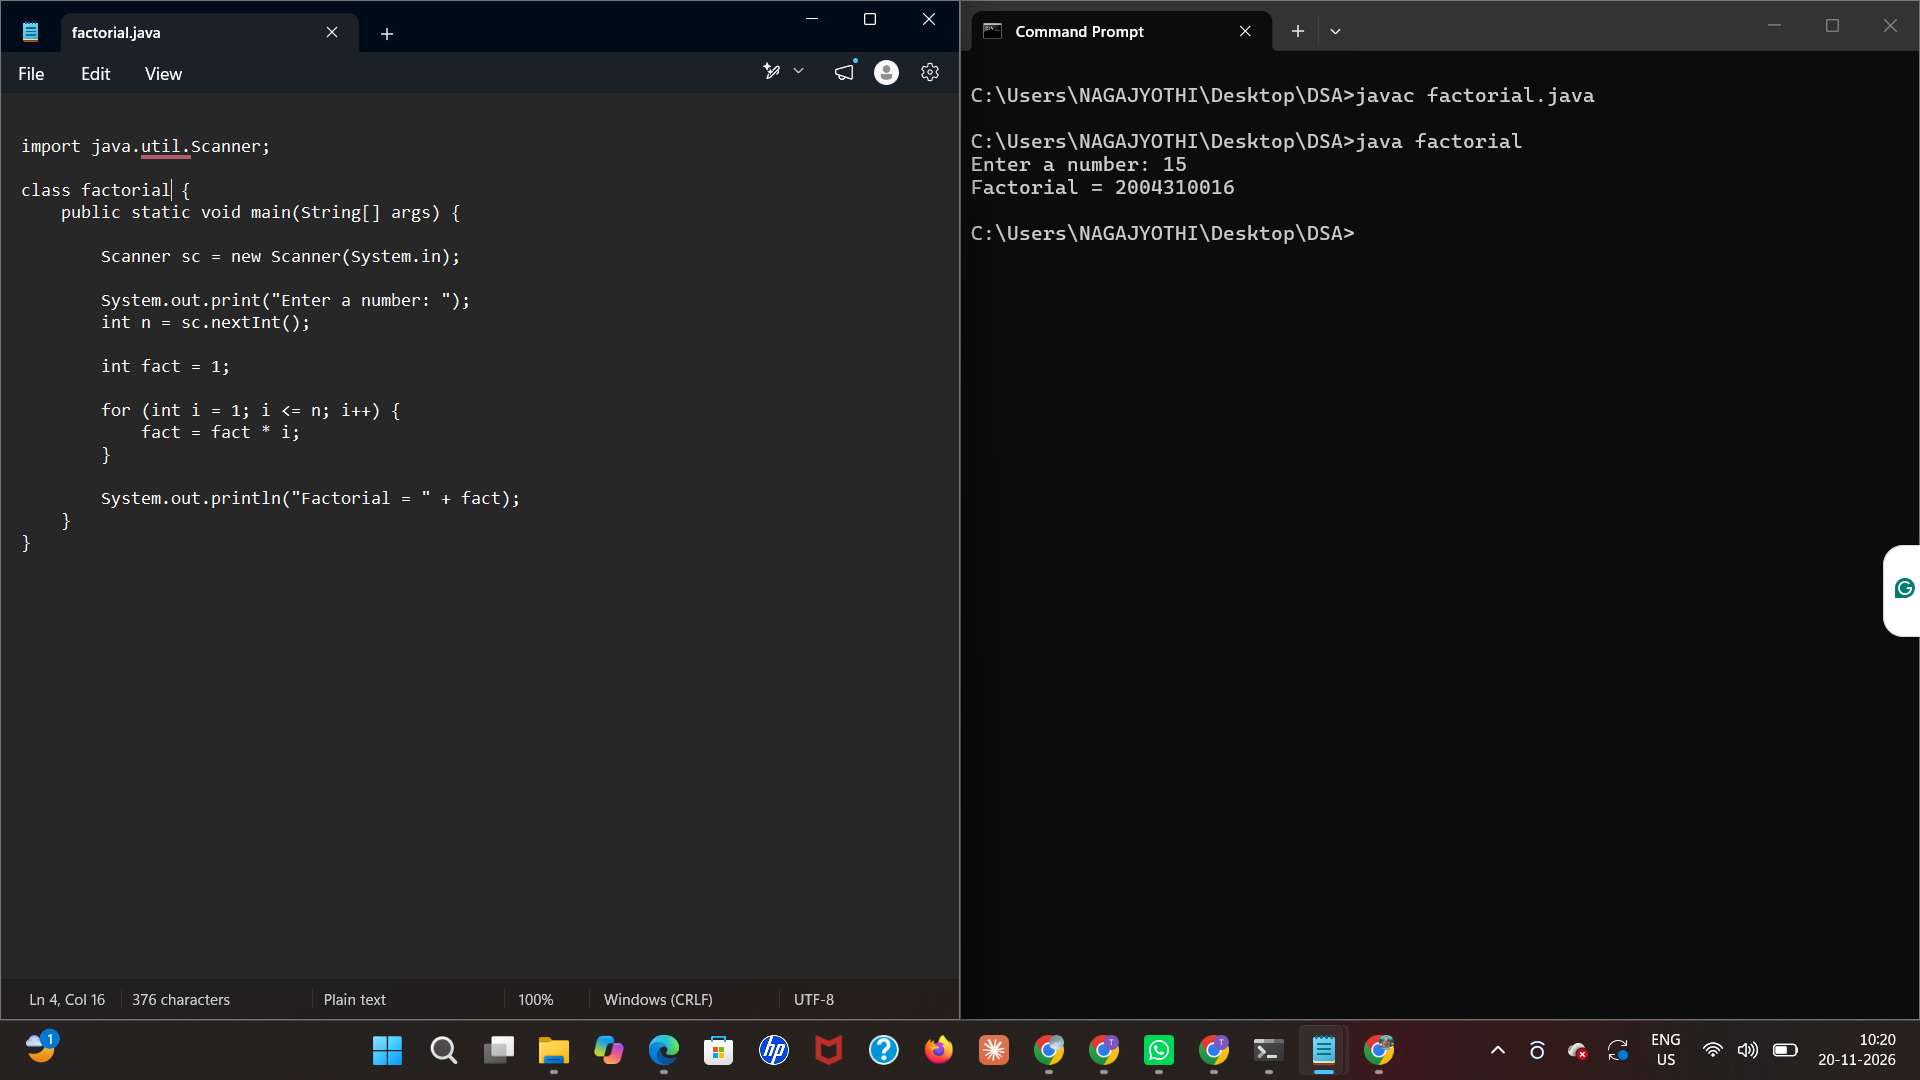 factorial.java
File Edit View
import java.util.Scanner;
class factorial {
public static void main(String[] args) {
Scanner sc = new Scanner(System.in);
System.out.print("Enter a number: ");
int n = sc.nextInt();
int fact = 1;
for (int i = 1; i <= n; i++) {
fact = fact * i;
}
System.out.println("Factorial = " + fact);
}
}
Ln 4, Col 16 376 characters Plain text 100% Windows (CRLF) UTF-8
Command Prompt
C:\Users\NAGAJYOTHI\Desktop\DSA>javac factorial.java
C:\Users\NAGAJYOTHI\Desktop\DSA>java factorial
Enter a number: 15
Factorial = 2004310016
C:\Users\NAGAJYOTHI\Desktop\DSA>
1
hp
T
T
ENG
US
10:20
20-11-2026